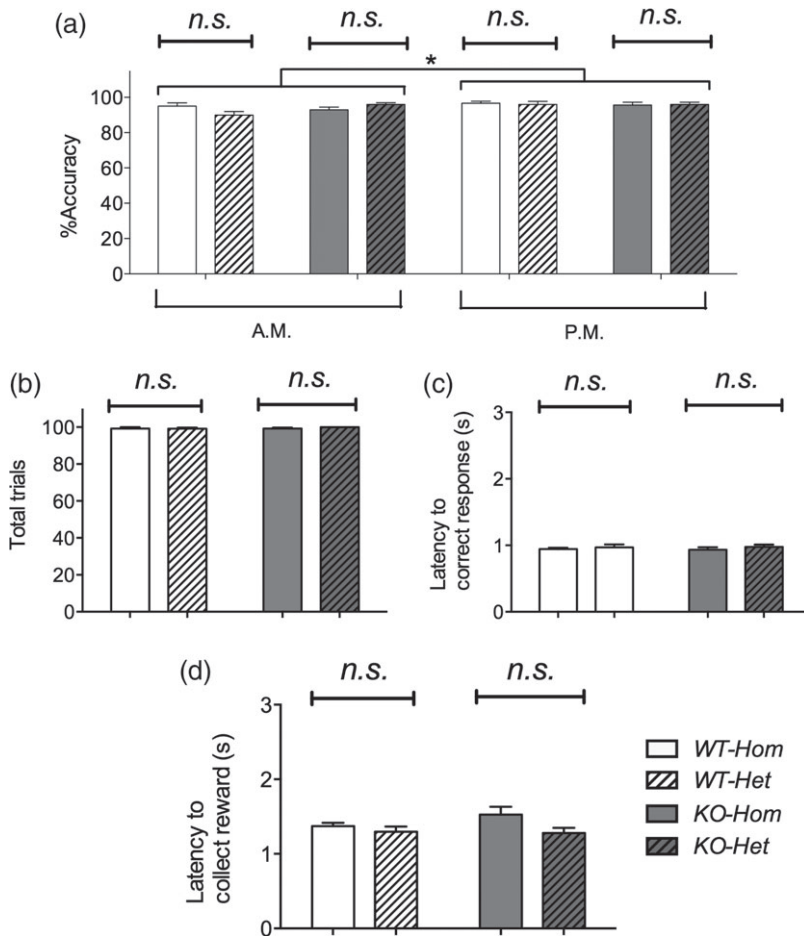 (a)
n.s. n.s. n.s. n.s.
*
%Accuracy
100
80
60
40
20
0
A.M. P.M.
(b)
n.s. n.s.
Total trials
100
80
60
40
20
0
(c)
n.s. n.s.
Latency to
correct response (s)
3
2
1
0
(d)
n.s. n.s.
Latency to
collect reward (s)
3
2
1
0
WT-Hom
WT-Het
KO-Hom
KO-Het